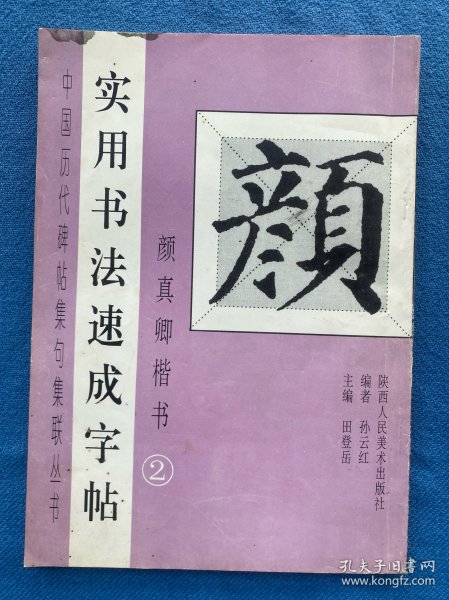 中国历代碑帖集句集联丛书
实用书法速成字帖
颜真卿楷书
②
顏
陕西人民美术出版社
编者 孙云红
主编 田登岳
孔夫子旧书网
www.kongfz.com